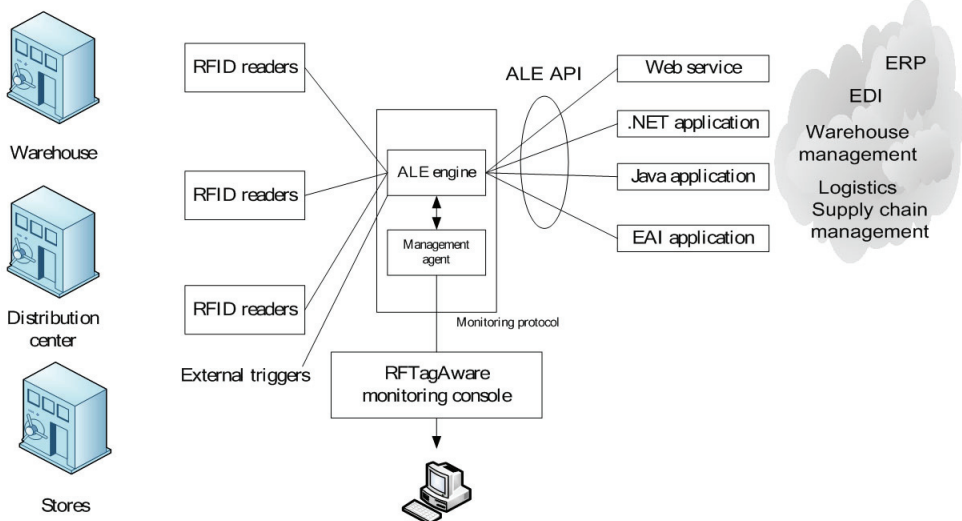 Warehouse
Distribution
center
Stores
RFID readers
RFID readers
RFID readers
External triggers
ALE engine
Management
agent
Monitoring protocol
RFTagAware
monitoring console
ALE API
Web service
.NET application
Java application
EAI application
ERP
EDI
Warehouse
management
Logistics
Supply chain
management